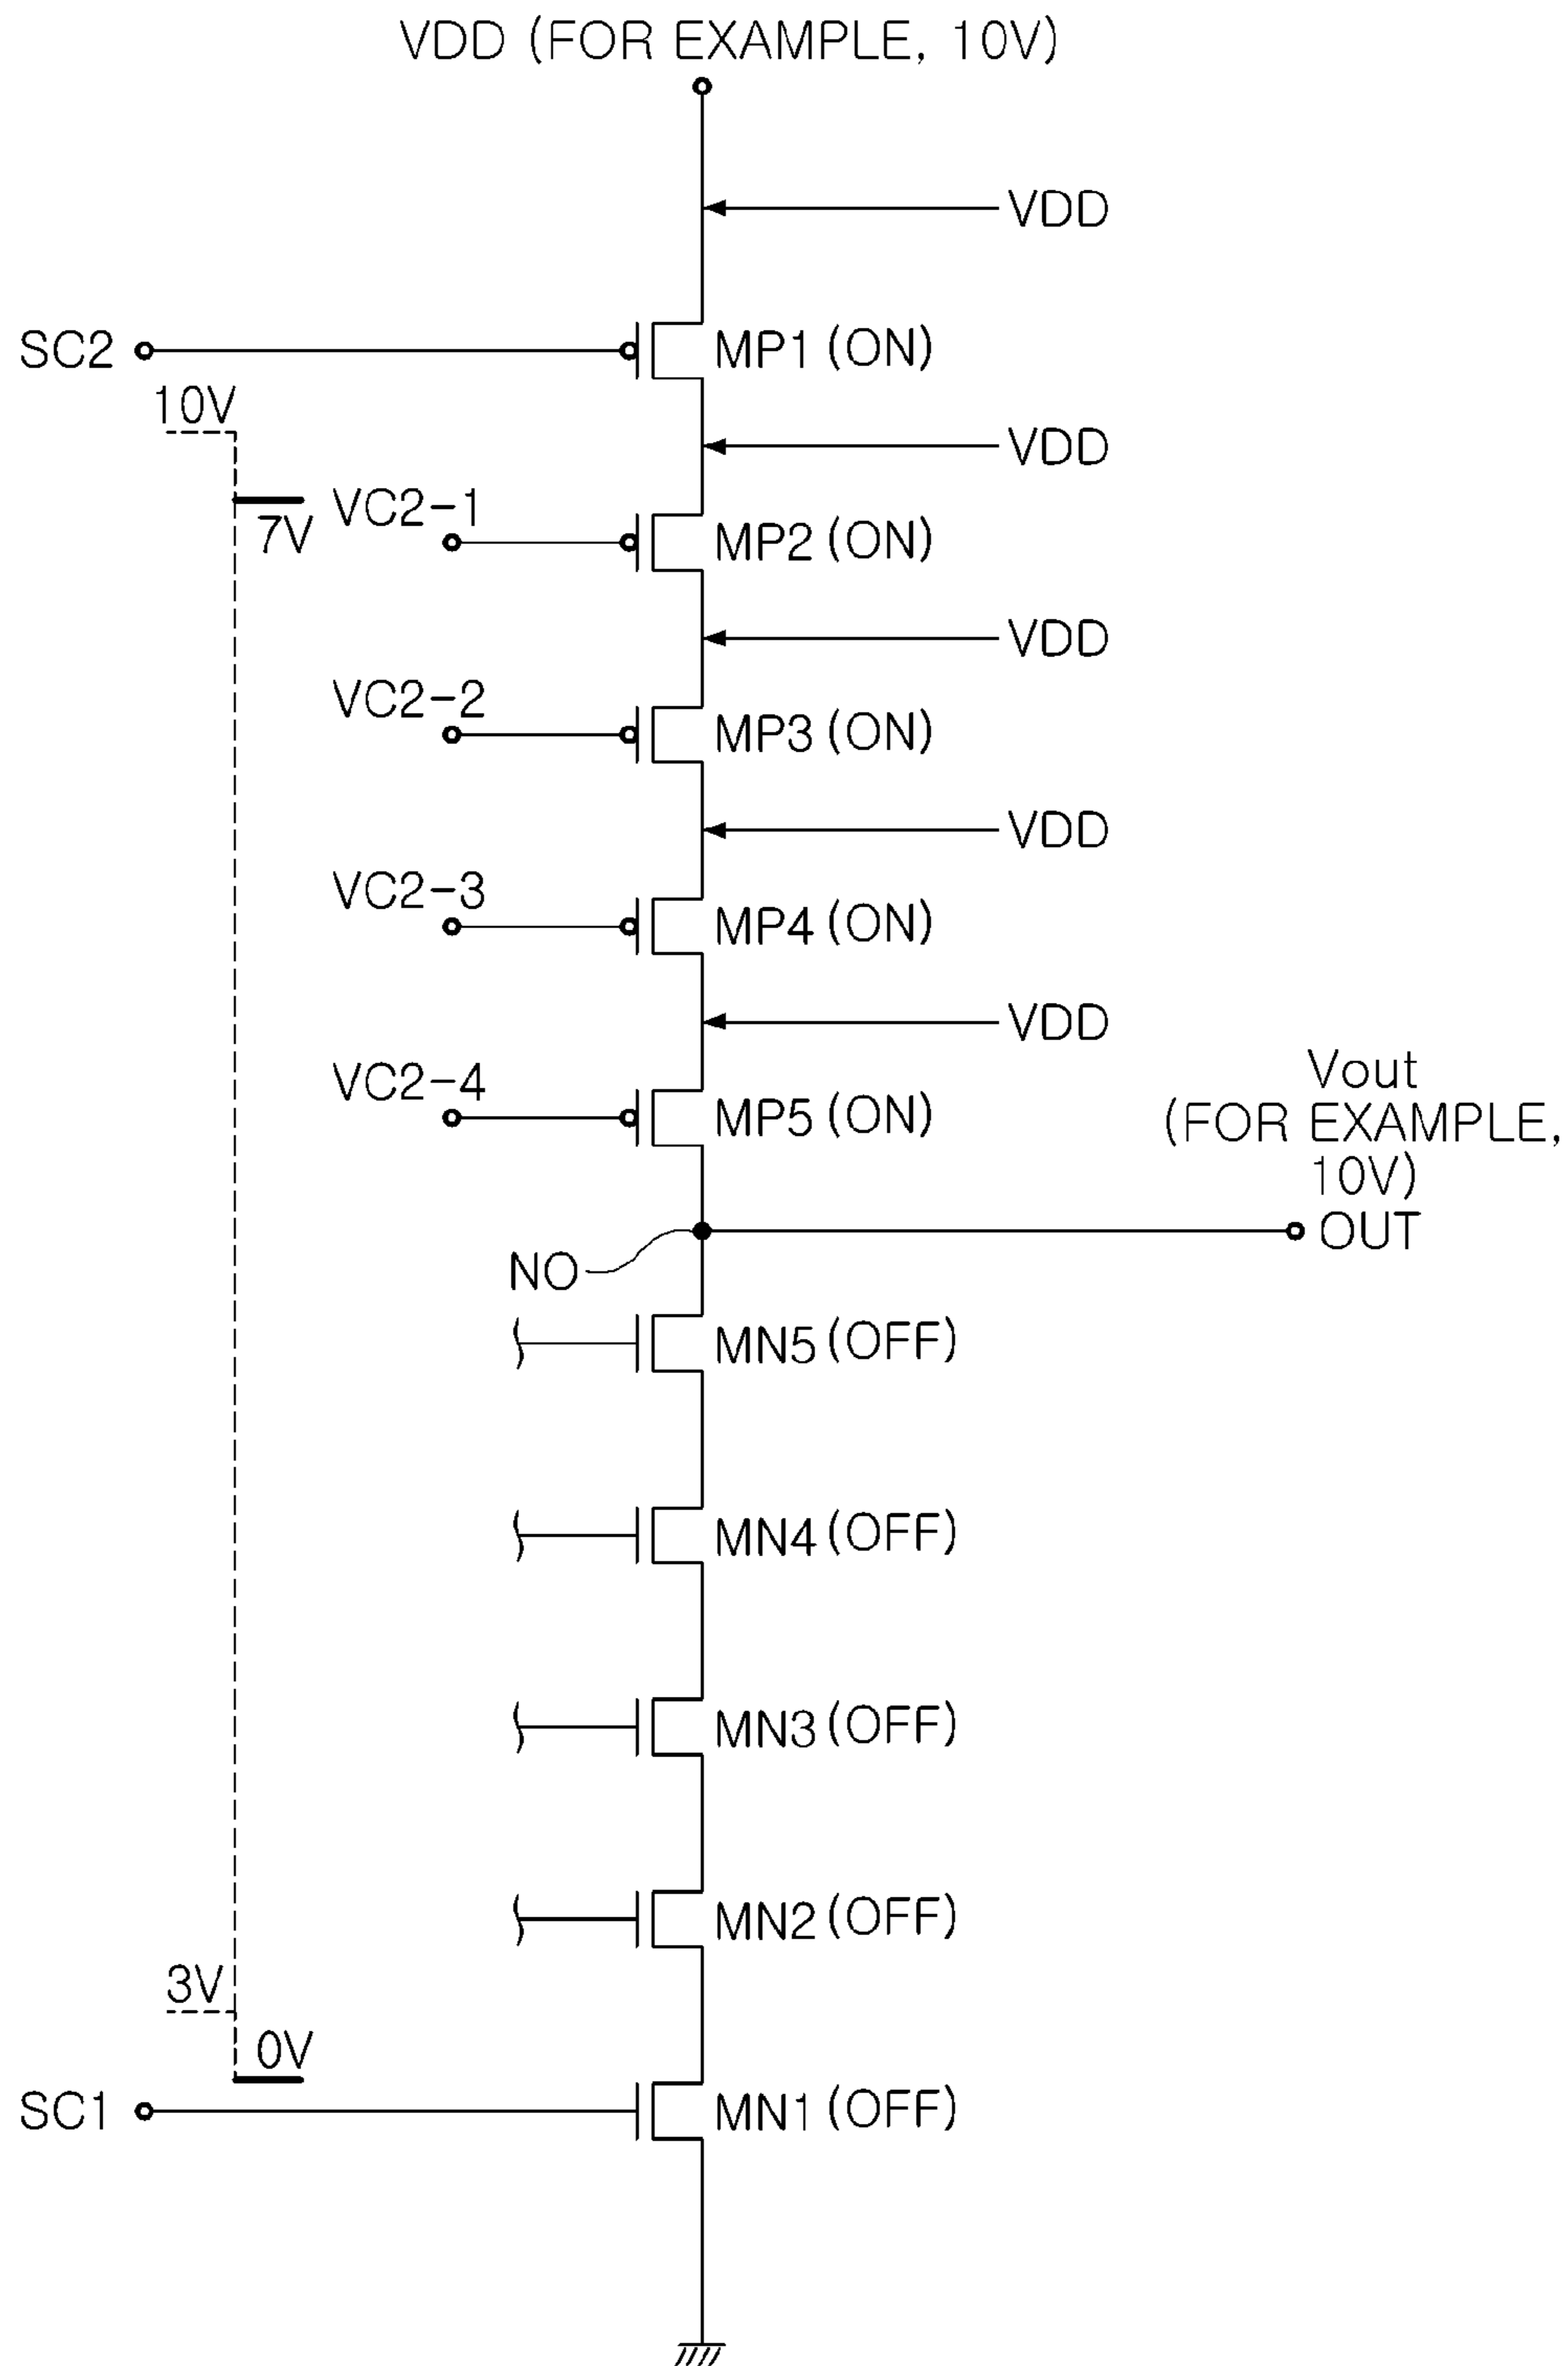 VDD (FOR EXAMPLE, 10V)
VDD
SC2
MP1 (ON)
10V
VDD
7V
VC2-1
MP2 (ON)
VDD
VC2-2
MP3 (ON)
VDD
VC2-3
MP4 (ON)
VDD
VC2-4
MP5 (ON)
Vout
(FOR EXAMPLE,
10V)
OUT
NO
MN5 (OFF)
MN4 (OFF)
MN3 (OFF)
MN2 (OFF)
3V
0V
SC1
MN1 (OFF)